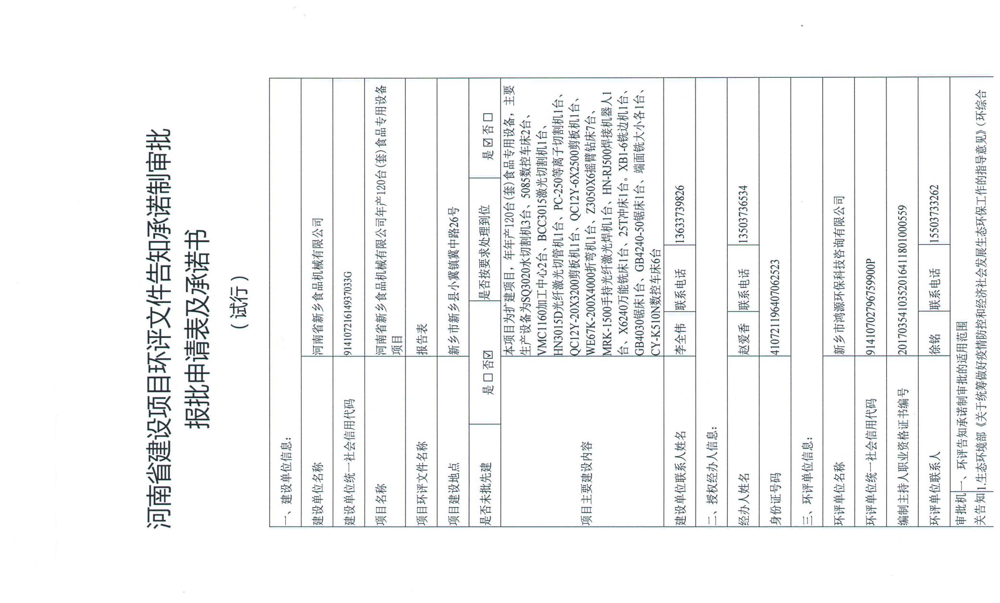 河南省建设项目环评文件告知承诺制审批
报批申请表及承诺书
（试行）
一、建设单位信息：
建设单位名称 河南省新乡食品机械有限公司
建设单位统一社会信用代码 91410721614937033G
项目名称 河南省新乡食品机械有限公司年产120台(套)食品专用设备
项目
项目环评文件名称 报告表
项目建设地点 新乡市新乡县小冀镇冀中路26号
是否未批先建 是□ 否☑ 是否按要求处理到位 是☑ 否□
项目主要建设内容
本项目为扩建项目，年年产120台(套)食品专用设备，主要
生产设备为SQ3020水切割机3台、5085数控车床2台、
VMC1160加工中心2台、BCC3015激光切割机1台、
HN3015D光纤激光切管机1台、PC-250等离子切割机1台、
QC12Y-20X3200剪板机1台、QC12Y-6X2500剪板机1台、
WE67K-200X4000折弯机1台、Z3050X6摇臂钻床7台、
MRK-1500手持光纤激光焊机1台、HN-RJ500焊接机器人1
台、X6240万能铣床1台、25T冲床1台。XB1-6铣边机1台、
GB4030锯床1台、GB4240-50锯床1台、端面铣大小各1台、
CY-K510N数控车床6台
建设单位联系人姓名 李全伟 联系电话 13633739826
二、授权经办人信息：
经办人姓名 赵爱香 联系电话 13503736534
身份证号码 410721196407062523
三、环评单位信息：
环评单位名称 新乡市鸿源环保科技咨询有限公司
环评单位统一社会信用代码 91410702796759900P
编制主持人职业资格证书编号 2017035410352016411801000559
环评单位联系人 徐铭 联系电话 15503733262
审批机 一、环评告知承诺制审批的适用范围
关告知 1.生态环境部《关于统筹做好疫情防控和经济社会发展生态环保工作的指导意见》（环综合